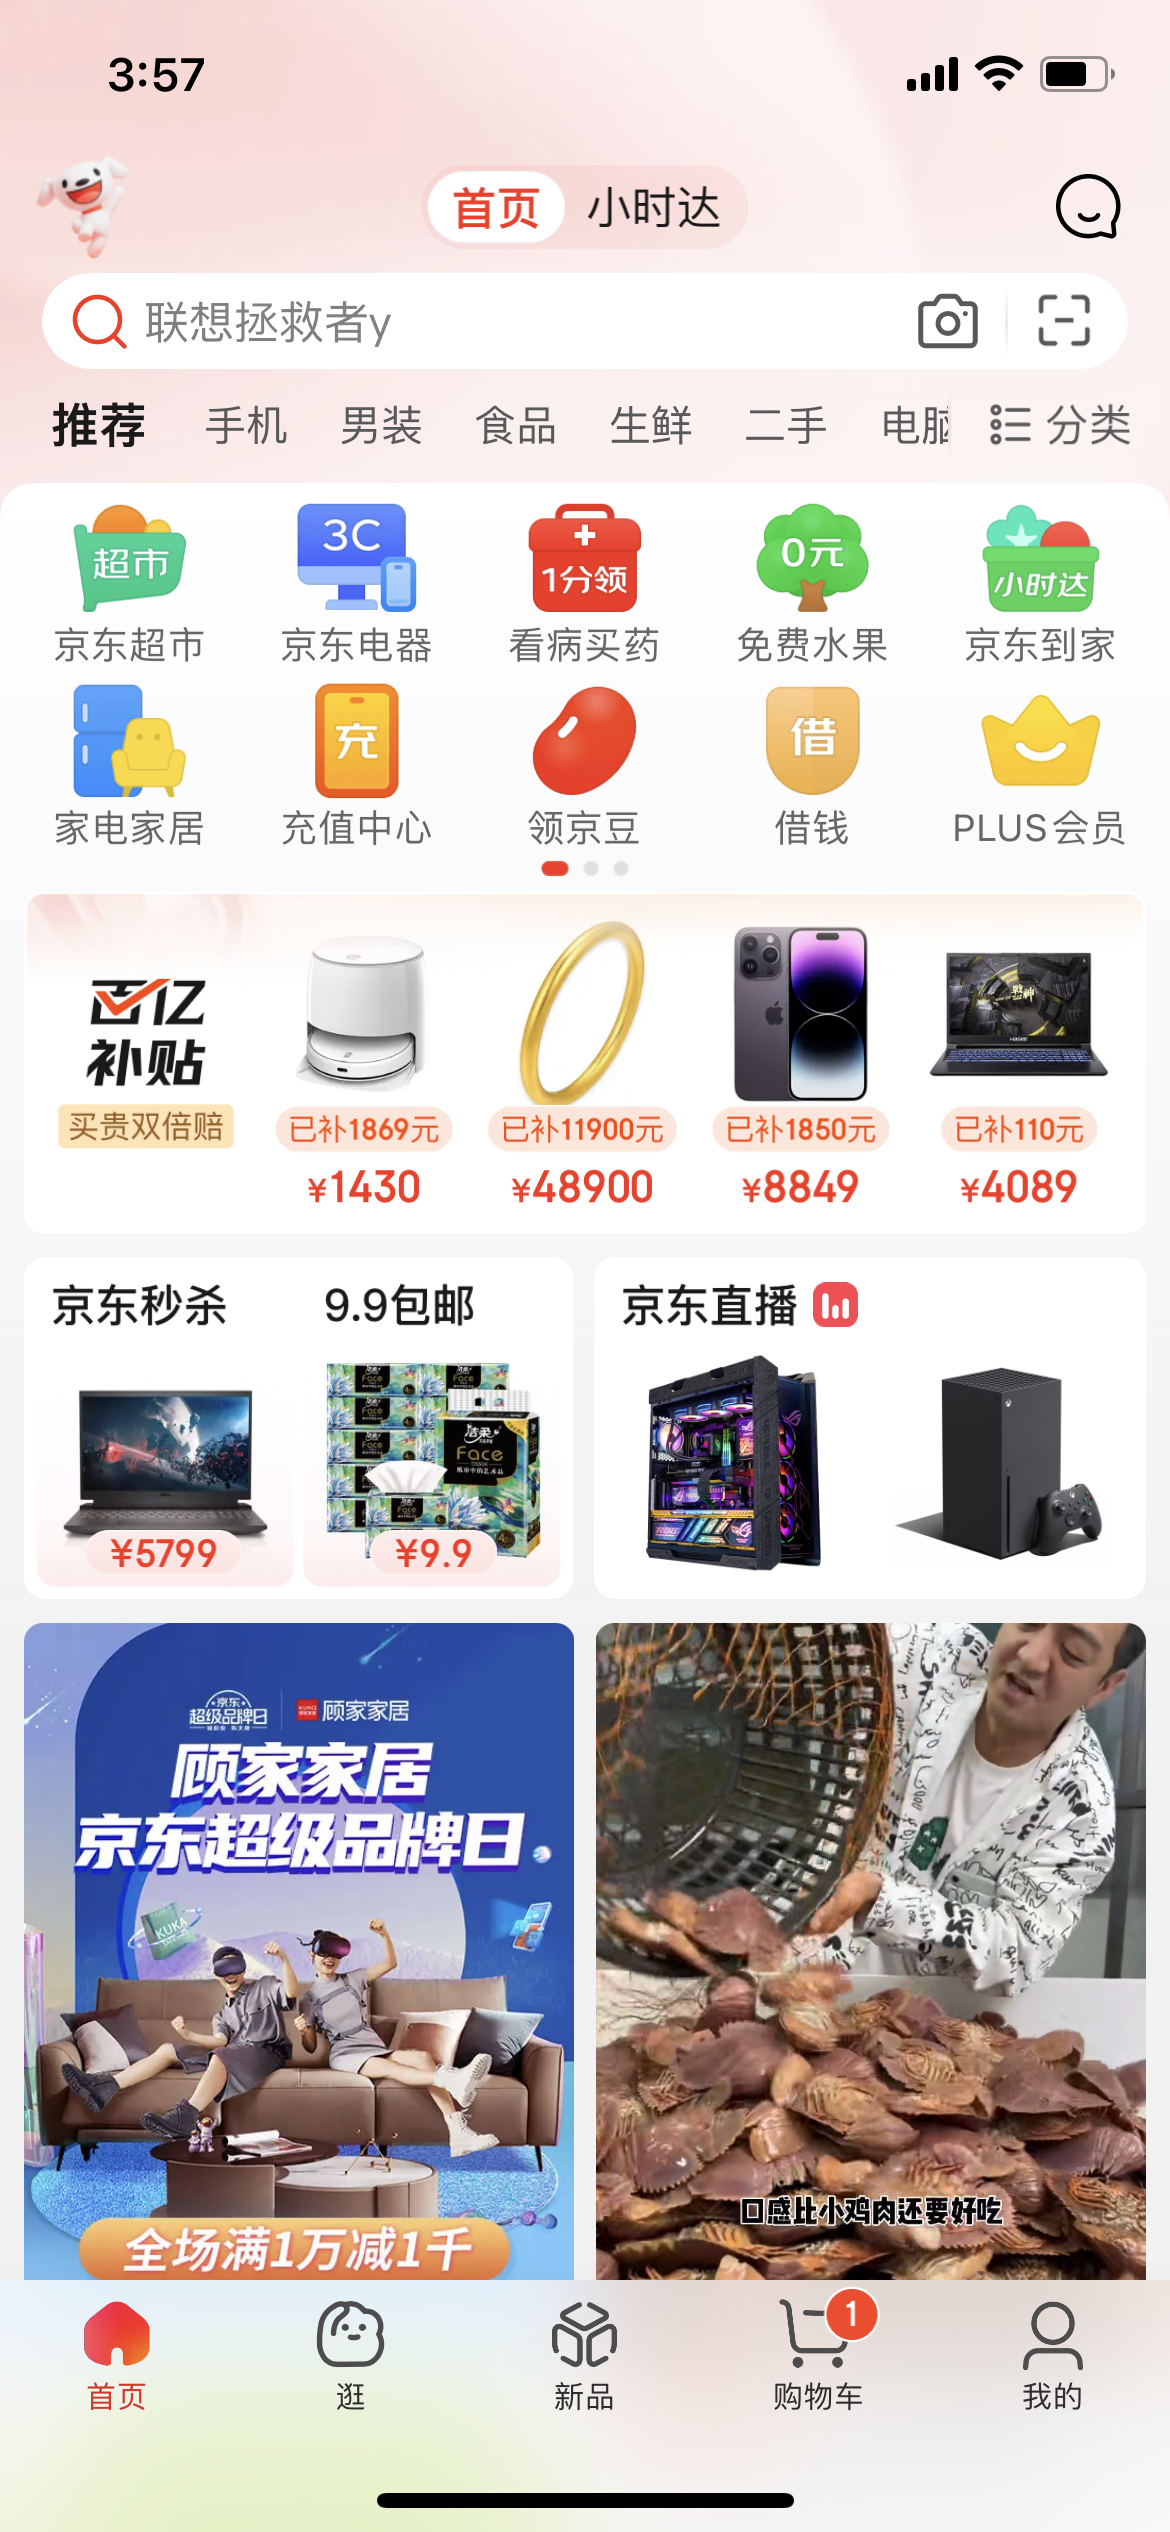 3:57
首页 小时达
联想拯救者y
推荐 手机 男装 食品 生鲜 二手 电脑 分类
超市 3C 1分领 0元 小时达
京东超市 京东电器 看病买药 免费水果 京东到家
充 借
家电家居 充值中心 领京豆 借钱 PLUS会员
百亿
补贴
买贵双倍赔
已补1869元 已补11900元 已补1850元 已补110元
¥1430 ¥48900 ¥8849 ¥4089
战神
HASEE
京东秒杀 9.9包邮 京东直播
洁柔
Face
¥5799 ¥9.9
京东
超级品牌日 KUKA 顾家家居
顾家家居
京东超级品牌日
KUKA
全场满1万减1千
口感比小鸡肉还要好吃
1
首页 逛 新品 购物车 我的